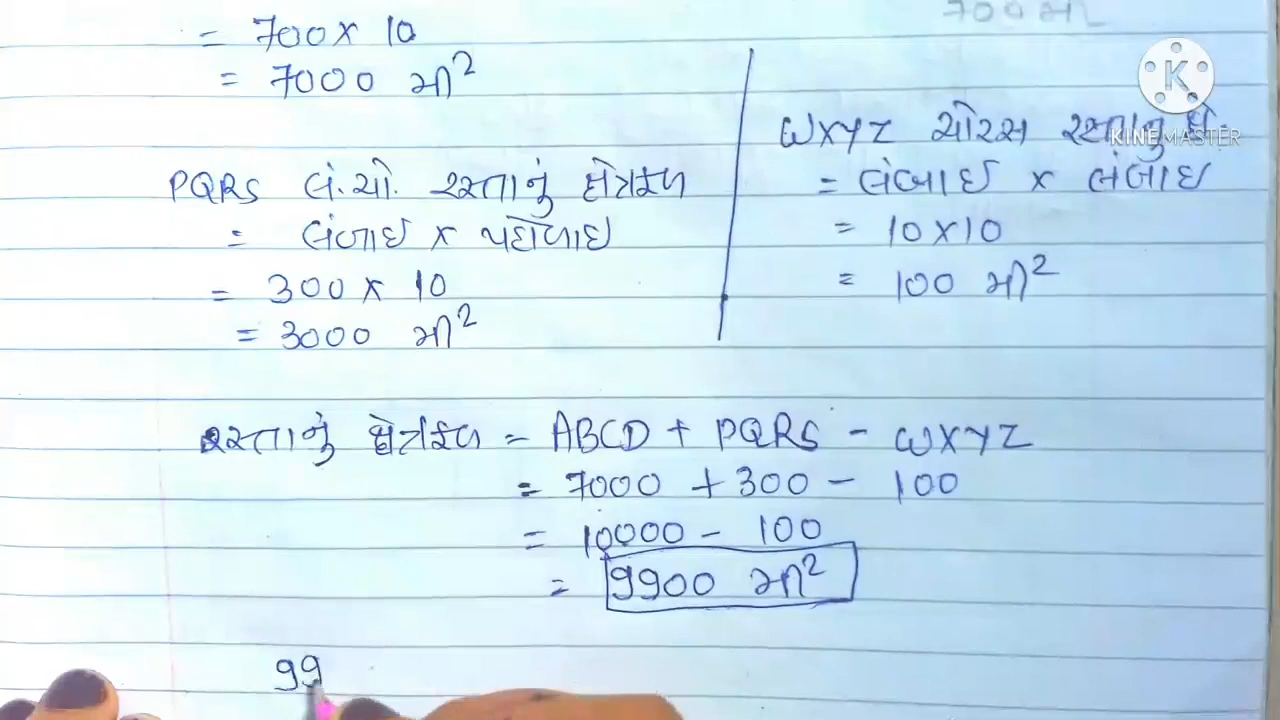 700 મી
= 700 × 10
= 7000 મી²
PQRS લં.ચો. રસ્તાનું ક્ષેત્રફળ
= લંબાઇ × પહોળાઇ
= 300 × 10
= 3000 મી²
WXYZ ચોરસ રસ્તાનું ક્ષે.
= લંબાઇ × લંબાઇ
= 10 × 10
= 100 મી²
રસ્તાનું ક્ષેત્રફળ = ABCD + PQRS - WXYZ
= 7000 + 300 - 100
= 10000 - 100
= 9900 મી²
99
K
KINEMASTER